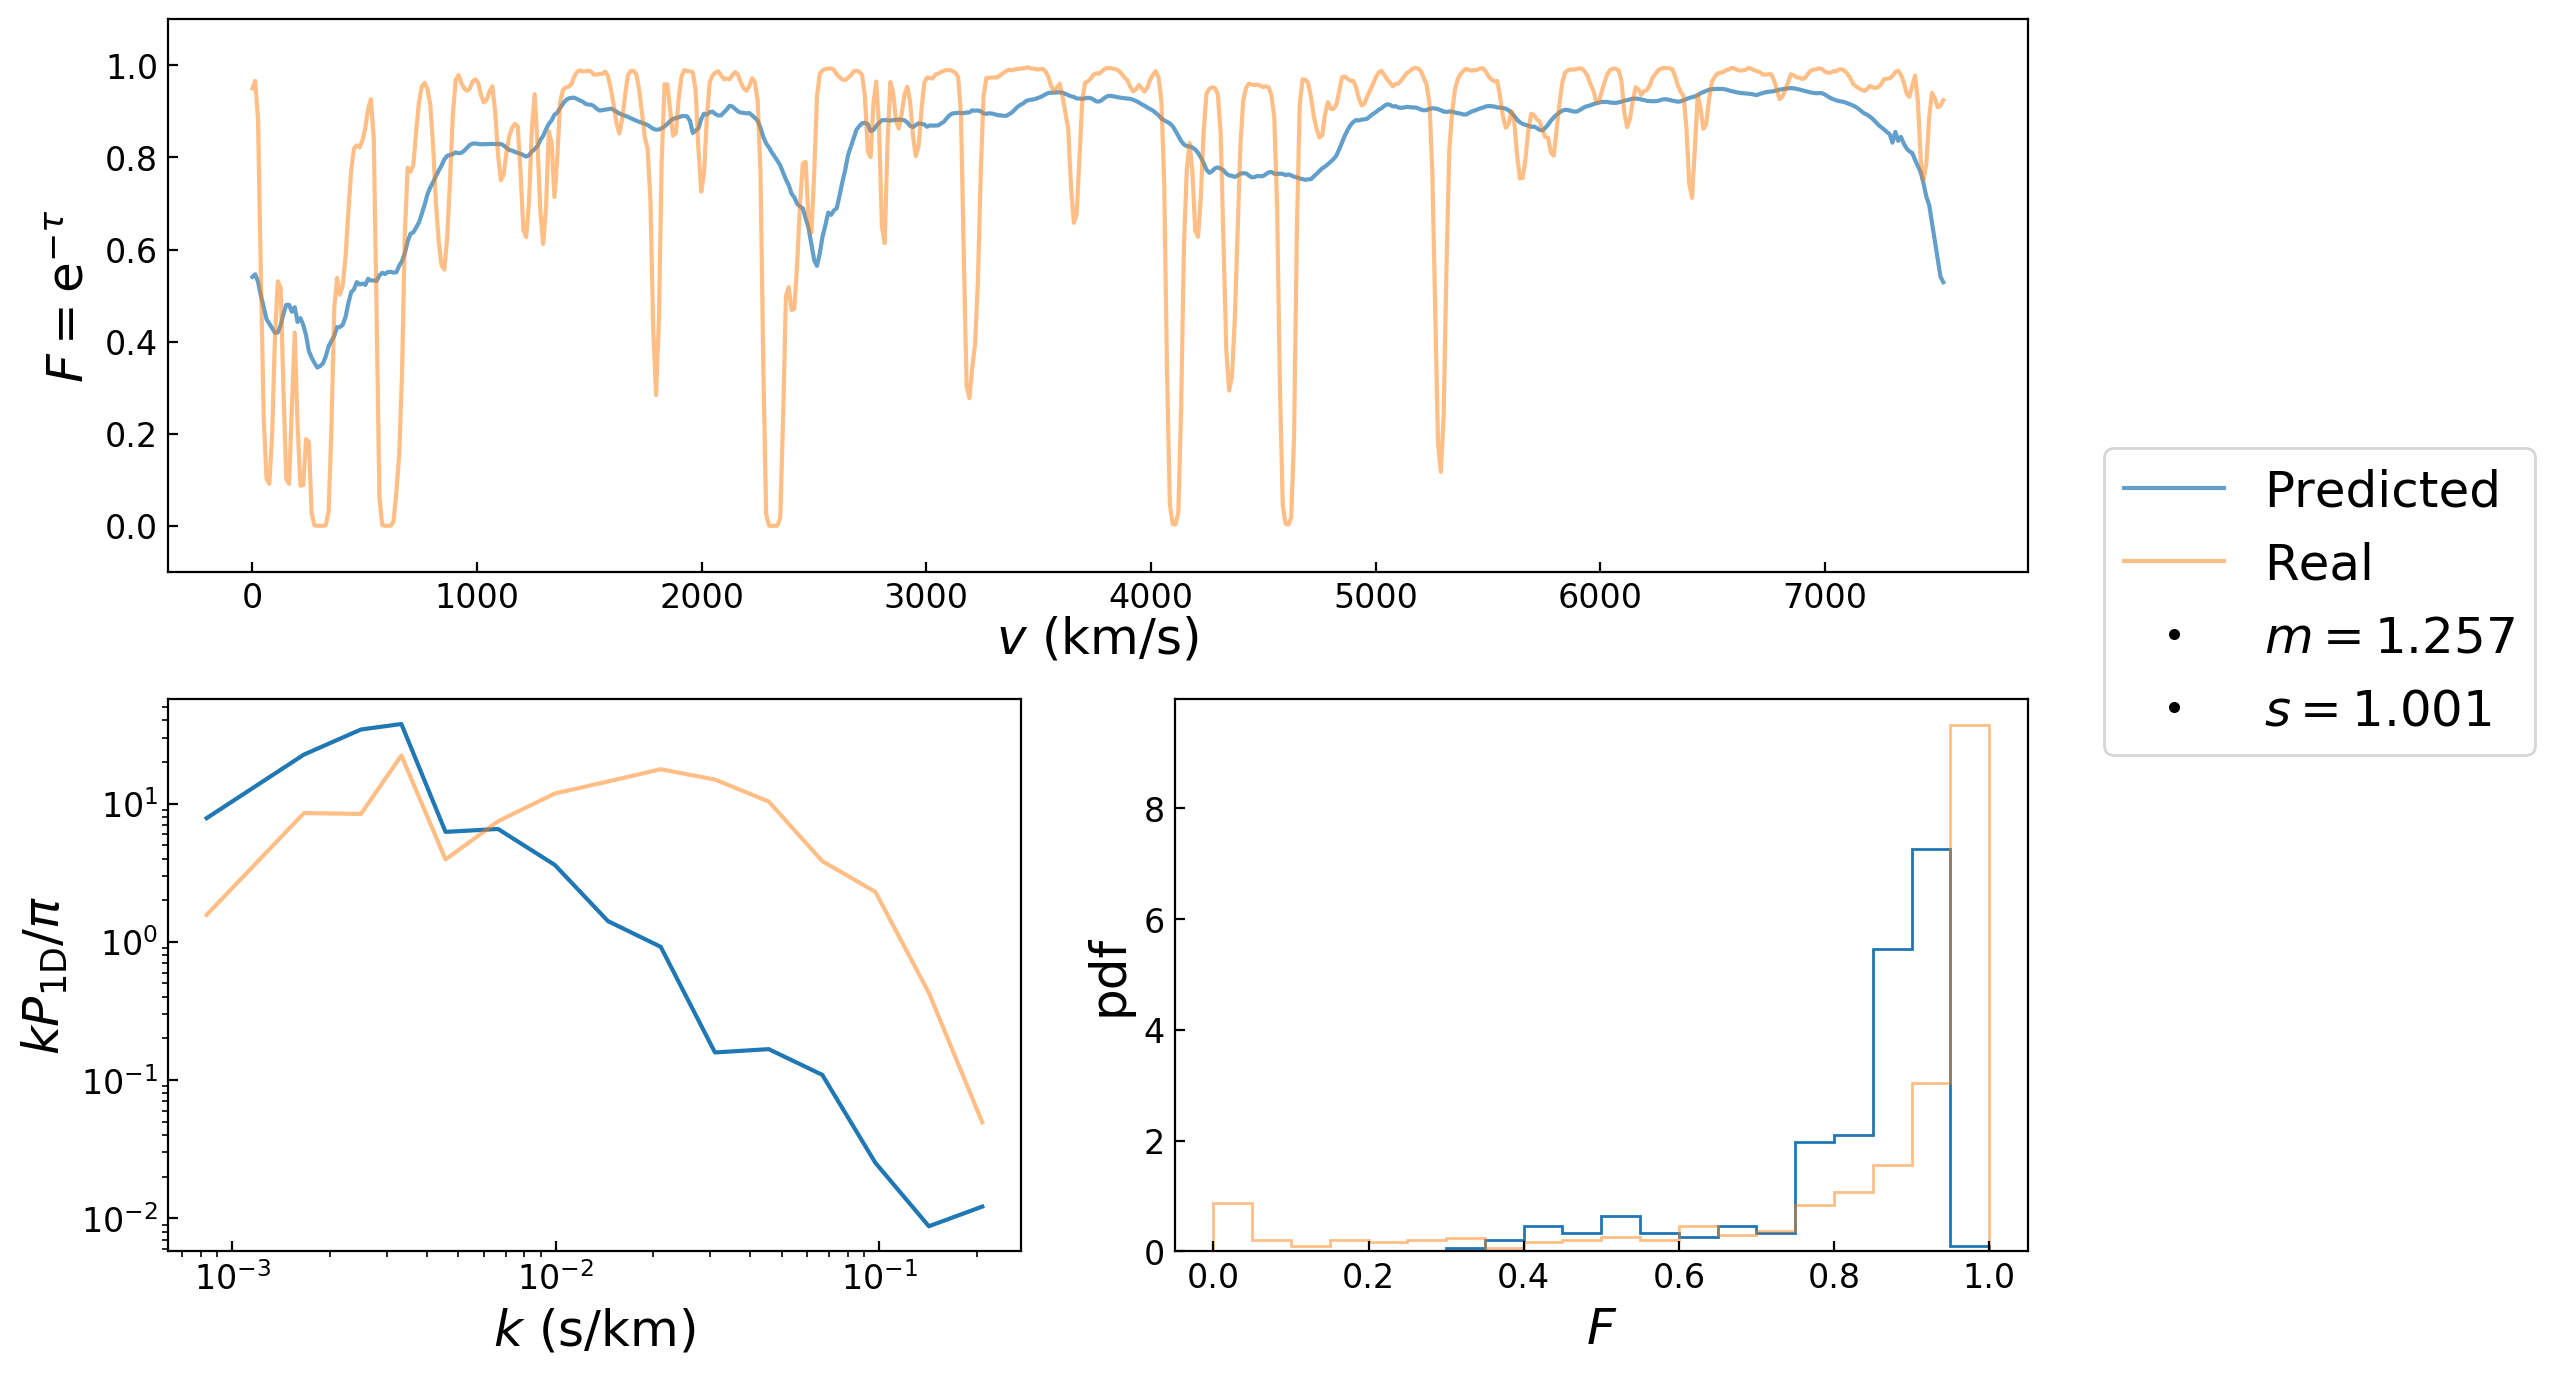 1.0
0.8
0.6
0.4
0.2
0.0
F = e^{−τ}
0 1000 2000 3000 4000 5000 6000 7000
v (km/s)
Predicted
Real
m = 1.257
s = 1.001
10^1
10^0
10^{−1}
10^{−2}
kP_{1D}/π
10^{−3} 10^{−2} 10^{−1}
k (s/km)
8
6
4
2
0
pdf
0.0 0.2 0.4 0.6 0.8 1.0
F